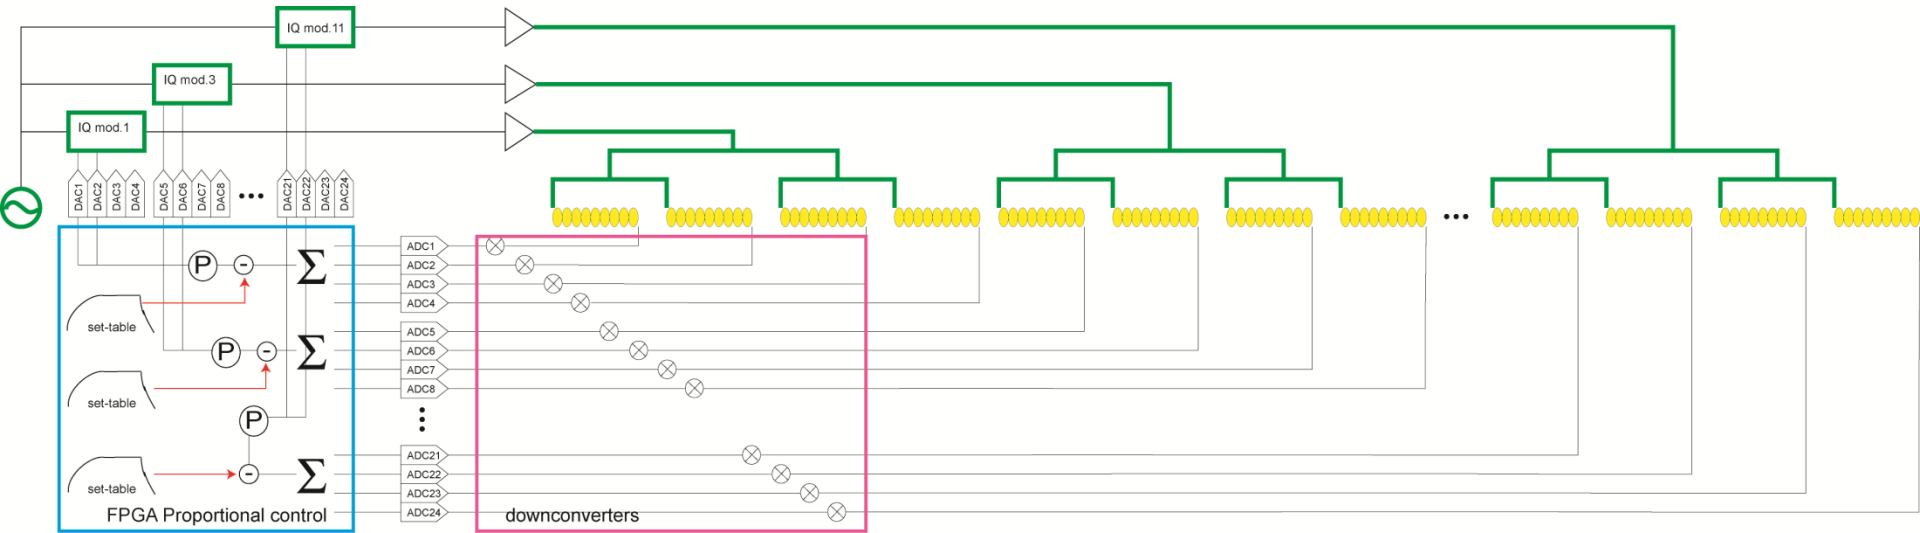 IQ mod.11
IQ mod.3
IQ mod.1
DAC1
DAC2
DAC3
DAC4
DAC5
DAC6
DAC7
DAC8
•••
DAC21
DAC22
DAC23
DAC24
•••
ADC1
P
-
Σ
ADC2
ADC3
ADC4
set-table
ADC5
P
-
Σ
ADC6
ADC7
ADC8
set-table
P
ADC21
-
Σ
ADC22
set-table
ADC23
FPGA Proportional control
ADC24
downconverters